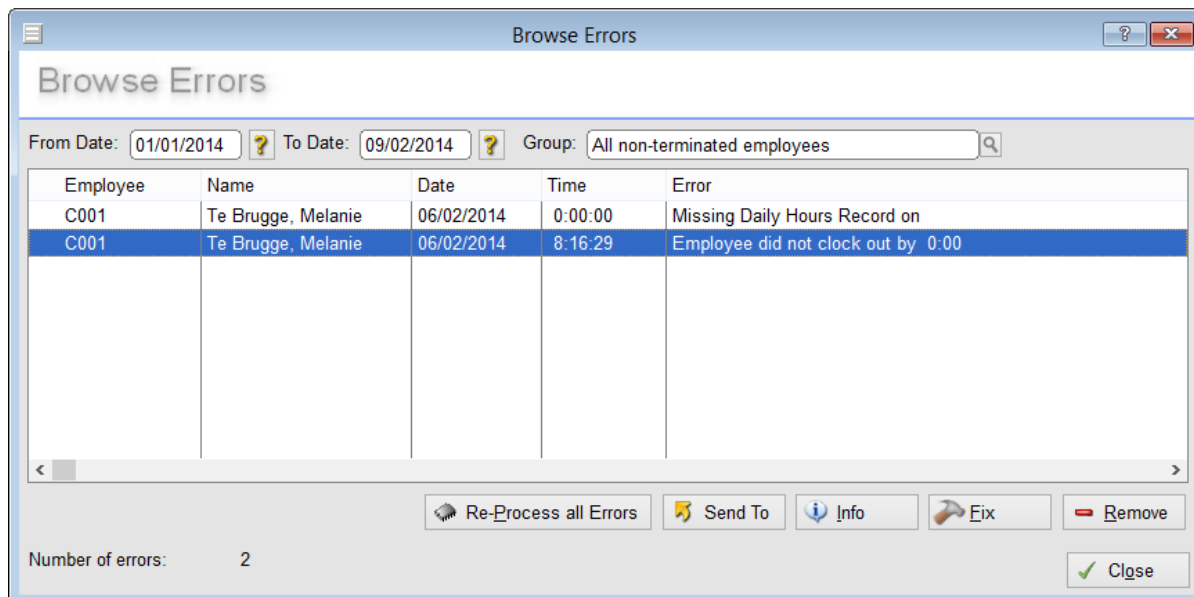 Browse Errors
Browse Errors
From Date: 01/01/2014 To Date: 09/02/2014 Group: All non-terminated employees
Employee Name Date Time Error
C001 Te Brugge, Melanie 06/02/2014 0:00:00 Missing Daily Hours Record on
C001 Te Brugge, Melanie 06/02/2014 8:16:29 Employee did not clock out by 0:00
Re-Process all Errors Send To Info Fix Remove
Number of errors: 2
Close